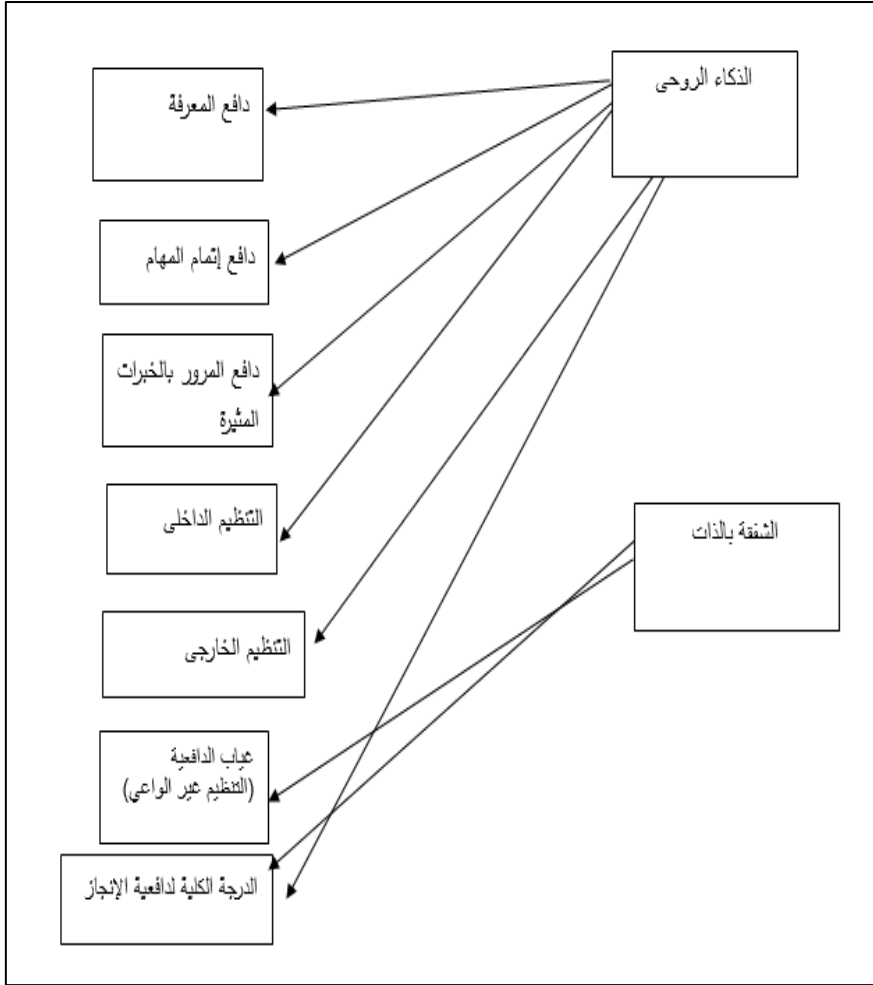 الذكاء الروحى
دافع المعرفة
دافع إتمام المهام
دافع المرور بالخبرات
المثيرة
التنظيم الداخلى
الشفقة بالذات
التنظيم الخارجى
غياب الدافعية
(التنظيم غير الواعي)
الدرجة الكلية لدافعية الإنجاز